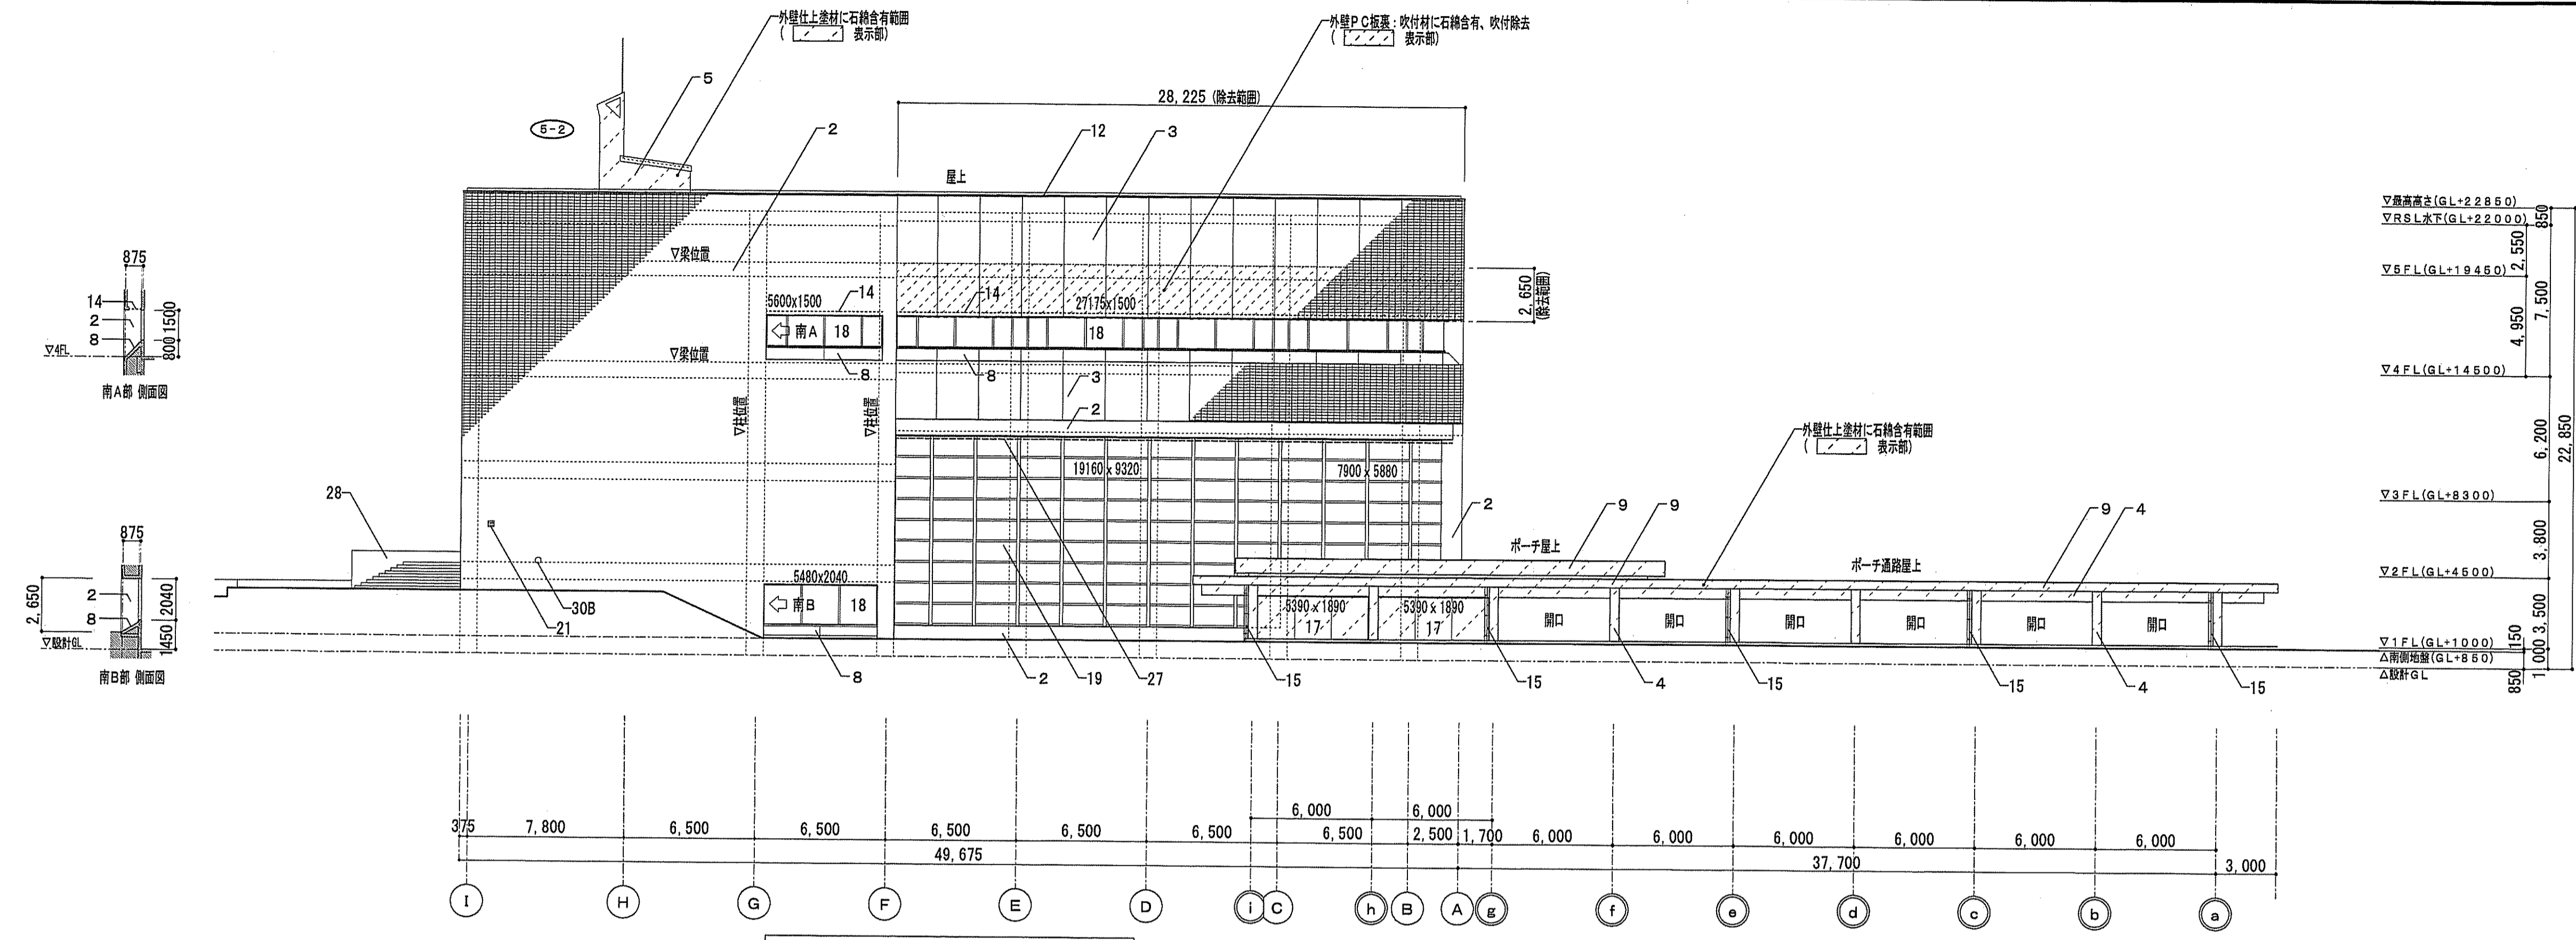 外壁仕上塗材に石綿含有範囲
( 表示部)
外壁PC板裏：吹付材に石綿含有、吹付除去
( 表示部)
5
5-2
28,225 (除去範囲)
2
12
3
屋上
▽最高高さ(GL+22850)
▽RSL水下(GL+22000)
850
2,550
▽5FL(GL+19450)
7,500
4,950
▽4FL(GL+14500)
6,200
22,850
▽3FL(GL+8300)
3,800
▽2FL(GL+4500)
3,500
▽1FL(GL+1000)
150
△南側地盤(GL+850)
1,000
△設計GL
850
▽梁位置
5600x1500
14
14
27175x1500
2,650
(除去範囲)
南A
18
18
▽梁位置
8
8
3
2
▽柱位置
▽柱位置
875
14
2
8
1500
800
▽4FL
南A部 側面図
外壁仕上塗材に石綿含有範囲
( 表示部)
19160 x 9320
7900 x 5880
28
2
9
9
9
4
ポーチ屋上
ポーチ通路屋上
875
2,650
2
8
2040
1450
▽設計GL
南B部 側面図
30B
21
5480x2040
南B
18
8
2
19
27
5390 x 1890
17
5390 x 1890
17
開口
開口
開口
開口
開口
開口
15
15
4
15
15
4
15
6,000
6,000
375
7,800
6,500
6,500
6,500
6,500
6,500
6,500
2,500
1,700
6,000
6,000
6,000
6,000
6,000
6,000
49,675
37,700
3,000
I
H
G
F
E
D
i
C
h
B
A
g
f
e
d
c
b
a